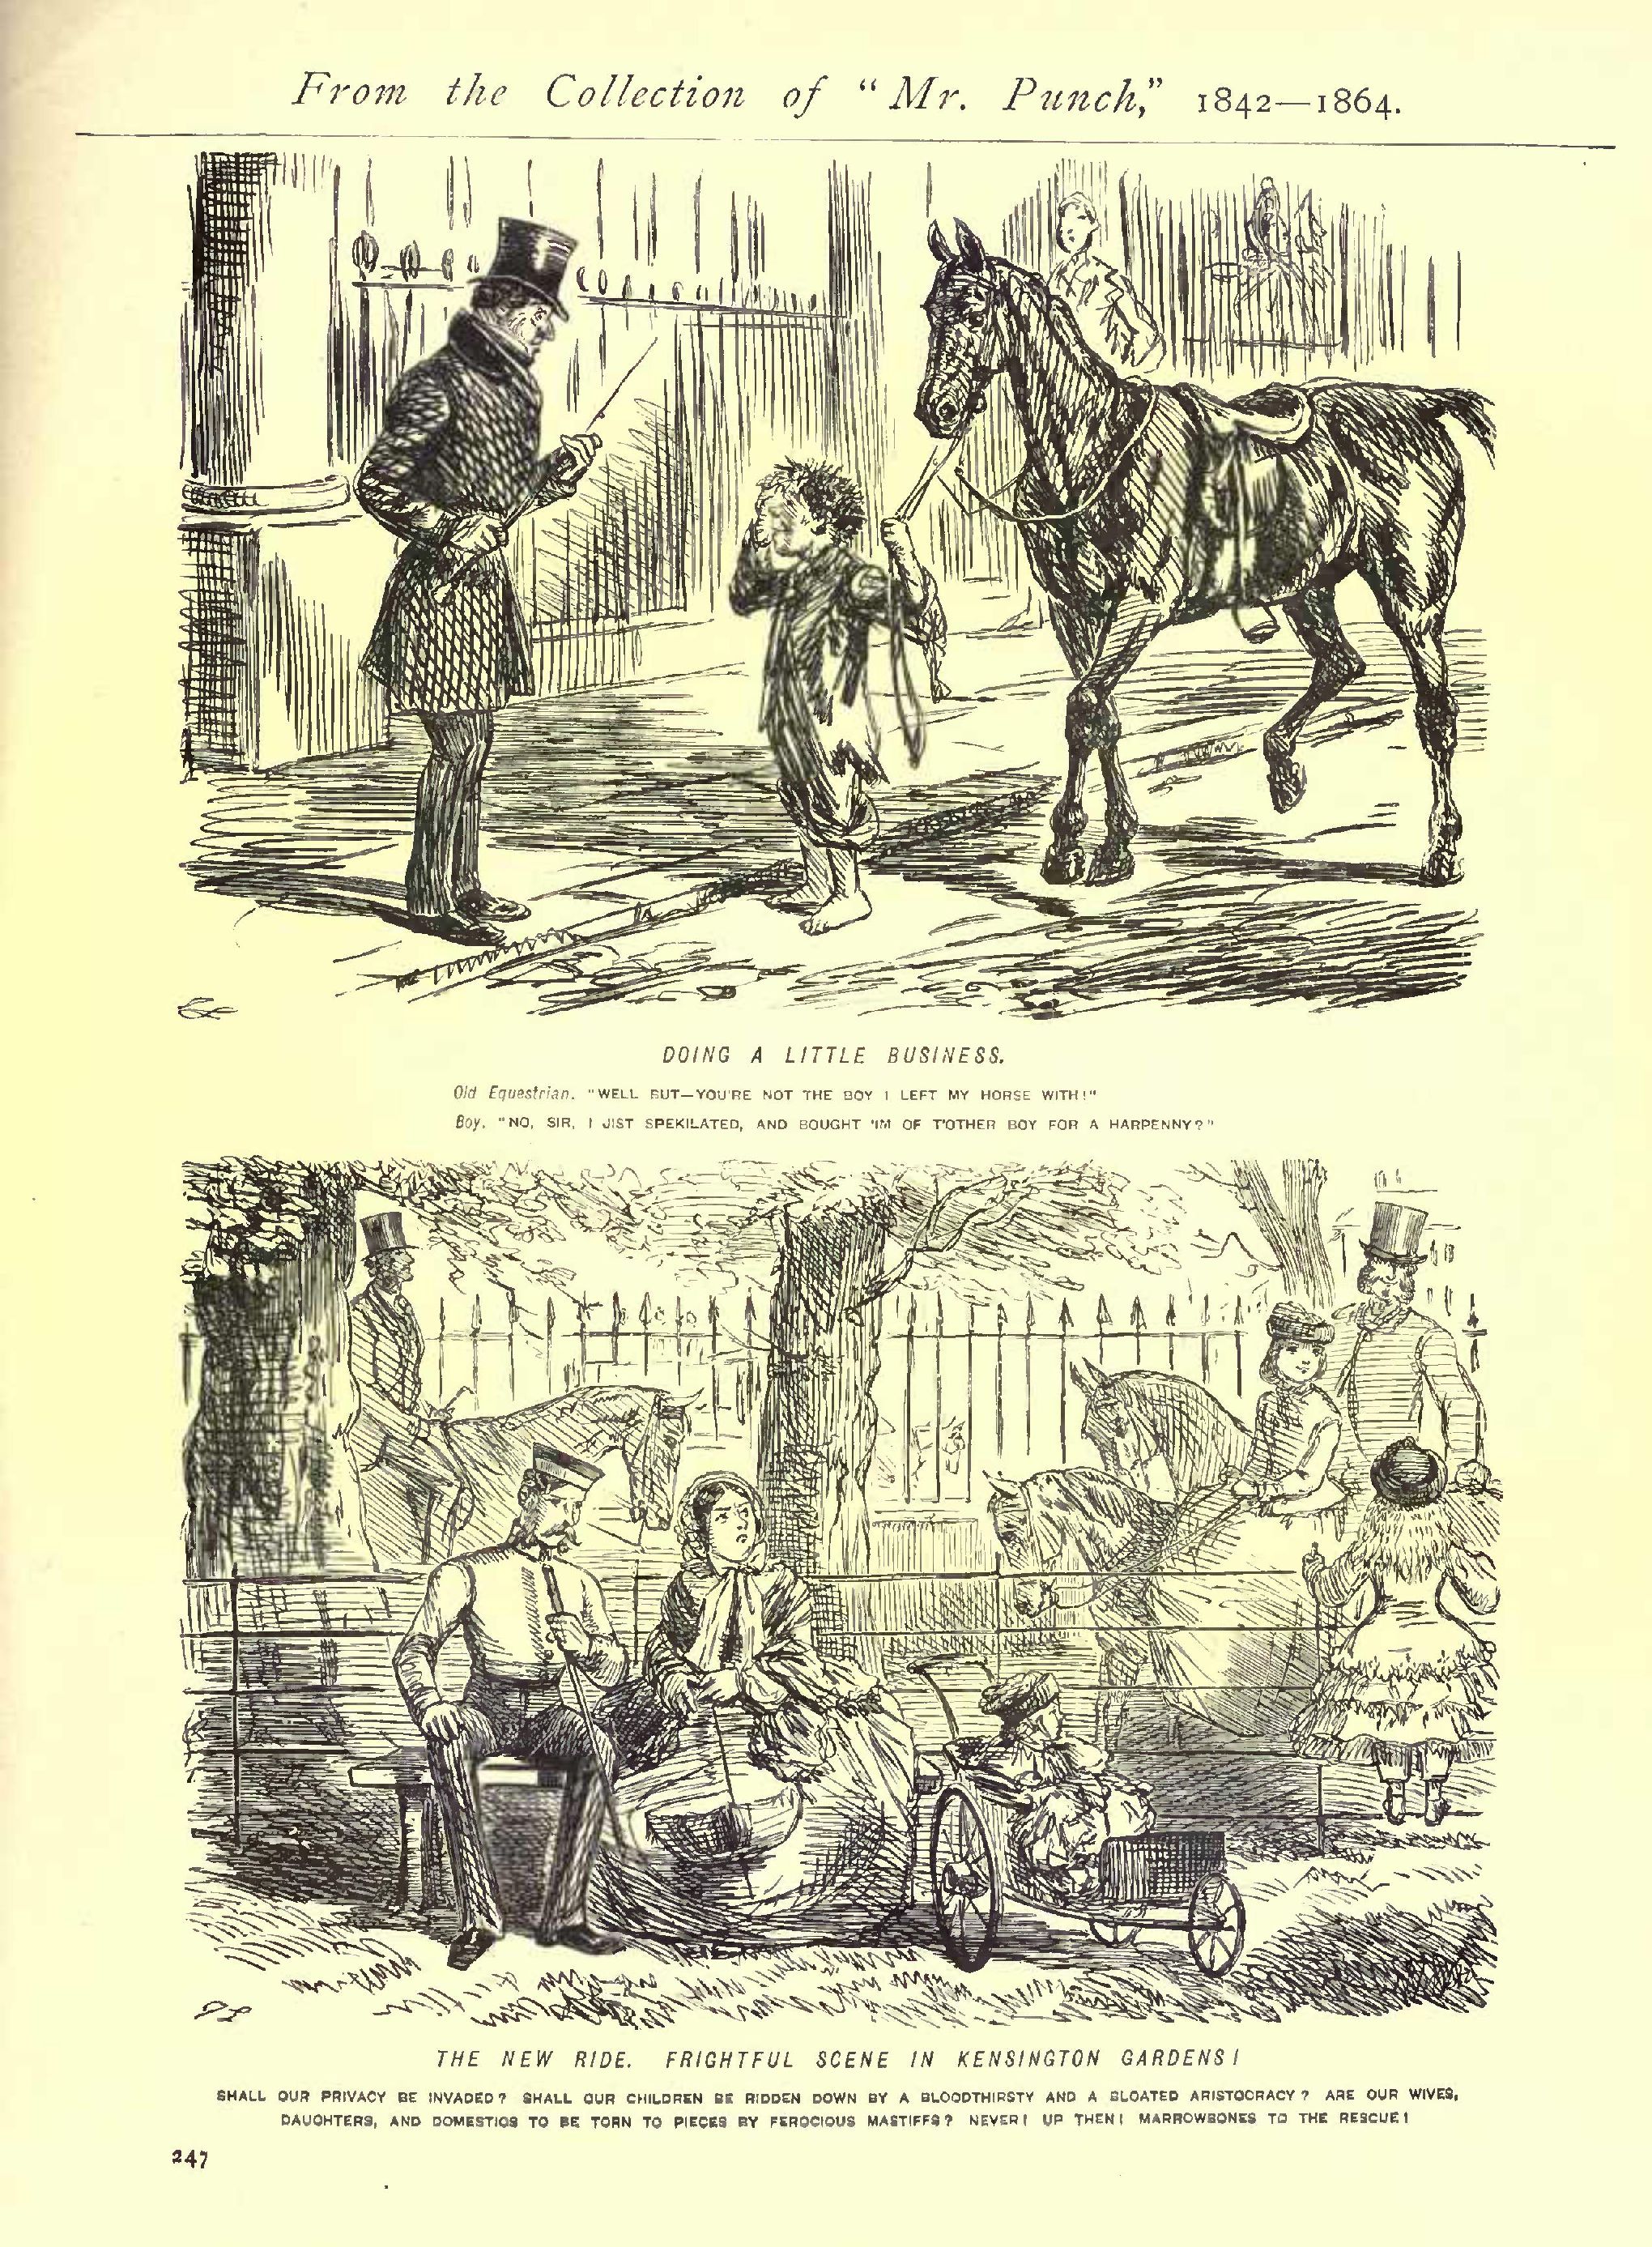 From the Collection of "Mr. Punch," 1842—1864.
DOING A LITTLE BUSINESS.
Old Equestrian. "WELL BUT—YOU'RE NOT THE BOY I LEFT MY HORSE WITH!"
Boy. "NO, SIR, I JIST SPEKILATED, AND BOUGHT 'IM OF T'OTHER BOY FOR A HARPENNY?"
THE NEW RIDE. FRIGHTFUL SCENE IN KENSINGTON GARDENS!
SHALL OUR PRIVACY BE INVADED? SHALL OUR CHILDREN BE RIDDEN DOWN BY A BLOODTHIRSTY AND A BLOATED ARISTOCRACY? ARE OUR WIVES,
DAUGHTERS, AND DOMESTICS TO BE TORN TO PIECES BY FEROCIOUS MASTIFFS? NEVER! UP THEN! MARROWBONES TO THE RESCUE!
247